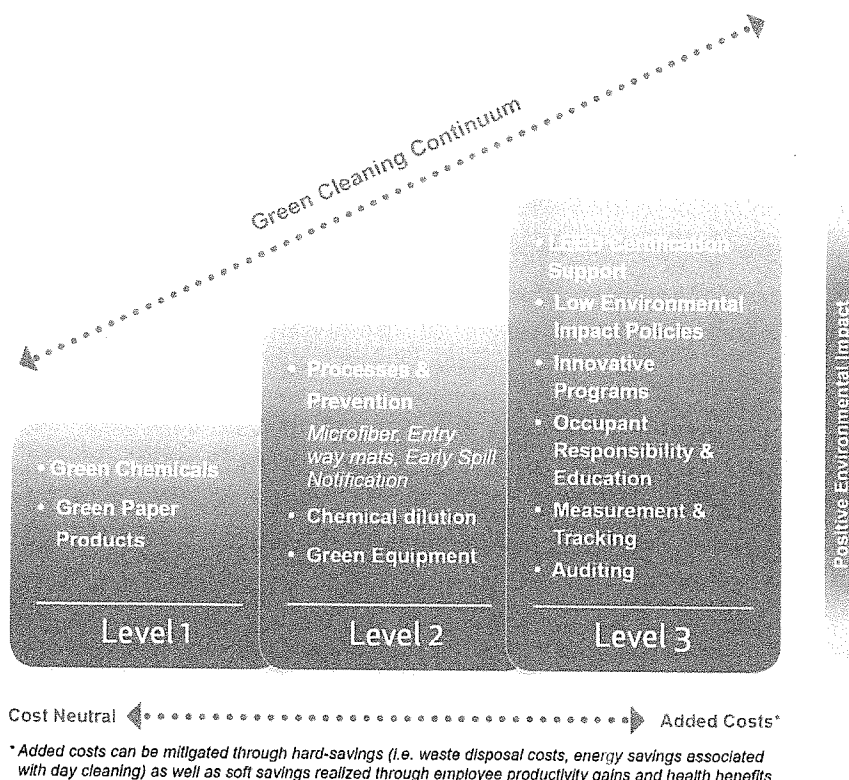 Green Cleaning Continuum
• Green Chemicals
• Green Paper
Products
Level 1
• Processes &
Prevention
Microfiber, Entry
way mats, Early Spill
Notification
• Chemical dilution
• Green Equipment
Level 2
• LEED Certification
Support
• Low Environmental
Impact Policies
• Innovative
Programs
• Occupant
Responsibility &
Education
• Measurement &
Tracking
• Auditing
Level 3
Positive Environmental Impact
Cost Neutral
Added Costs*
*Added costs can be mitigated through hard-savings (i.e. waste disposal costs, energy savings associated
with day cleaning) as well as soft savings realized through employee productivity gains and health benefits